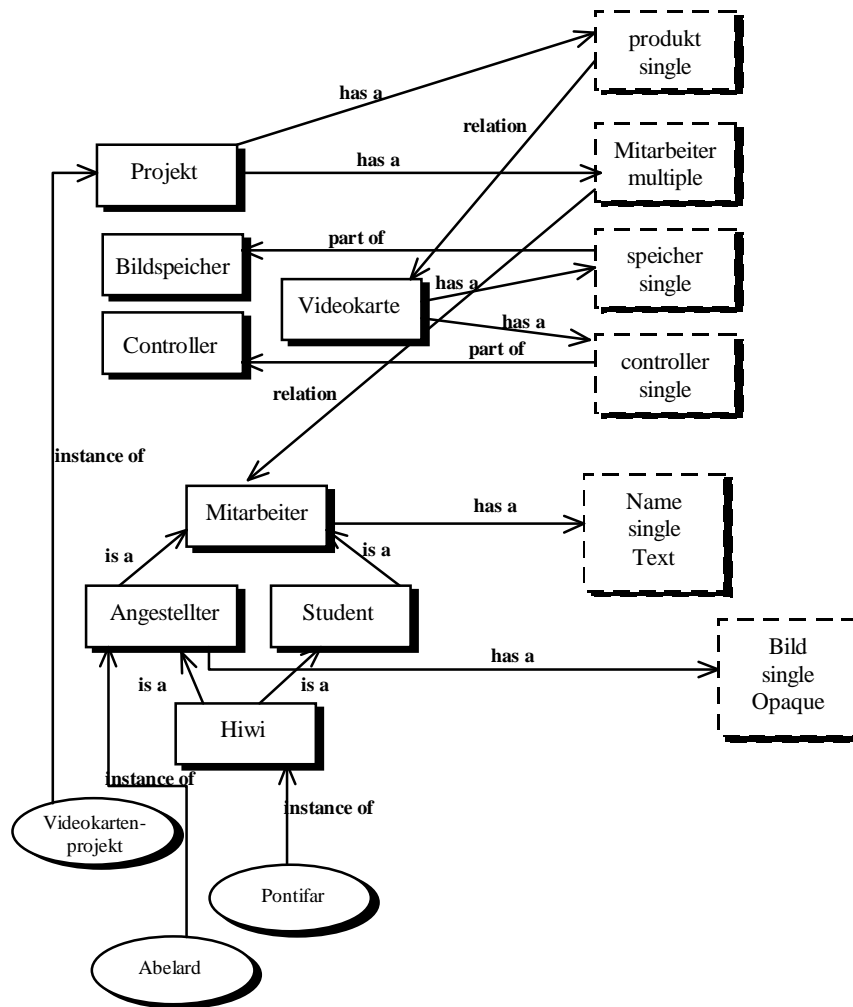 produkt
single
has a
relation
Mitarbeiter
multiple
Projekt
has a
part of
Bildspeicher
speicher
single
has a
Videokarte
has a
Controller
part of
controller
single
relation
instance of
Mitarbeiter
has a
Name
single
Text
is a
is a
Angestellter
Student
has a
Bild
single
Opaque
is a
is a
Hiwi
instance of
instance of
Videokarten-
projekt
Pontifar
Abelard